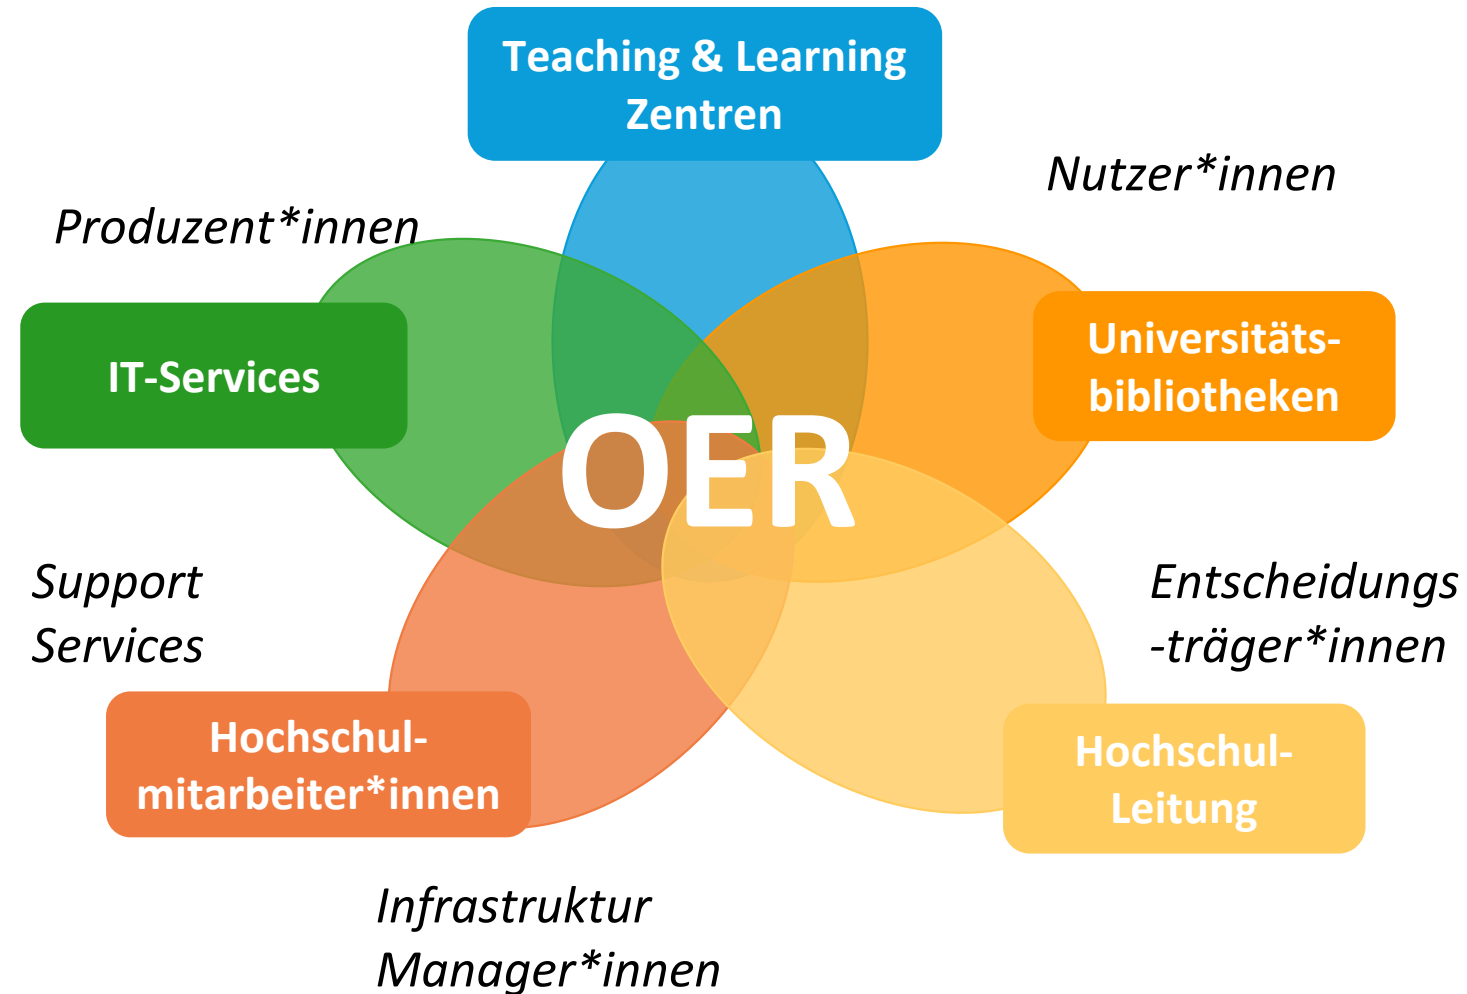 Teaching & Learning
Zentren
Nutzer*innen
Produzent*innen
IT-Services
Universitäts-
bibliotheken
OER
Support
Services
Entscheidungs
-träger*innen
Hochschul-
mitarbeiter*innen
Hochschul-
Leitung
Infrastruktur
Manager*innen